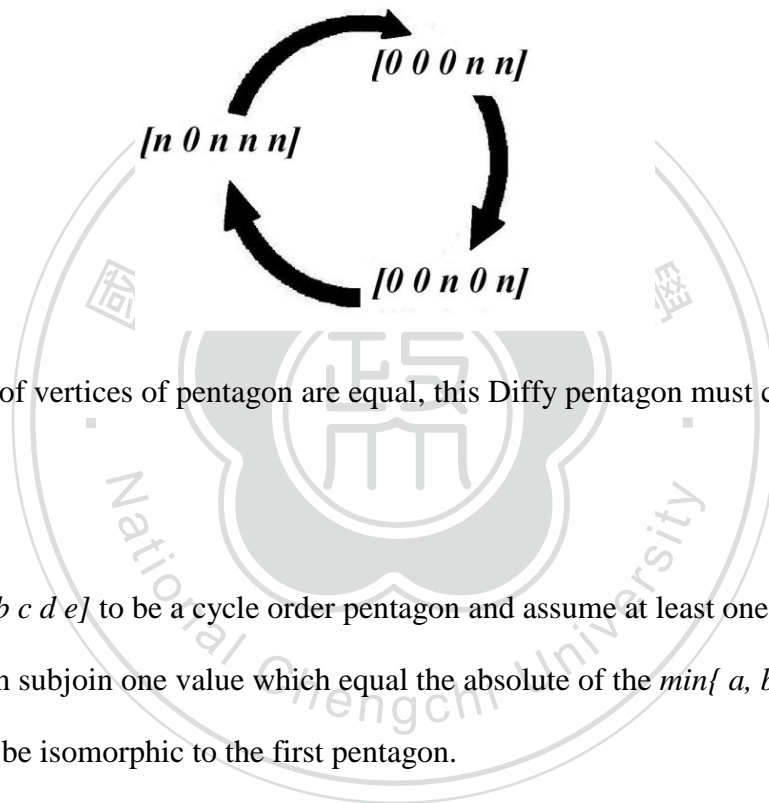 [0 0 0 n n]
[n 0 n n n]
[0 0 n 0 n]
of vertices of pentagon are equal, this Diffy pentagon must
b c d e] to be a cycle order pentagon and assume at least one
subjoin one value which equal the absolute of the min{ a,
be isomorphic to the first pentagon.
National Chengchi University